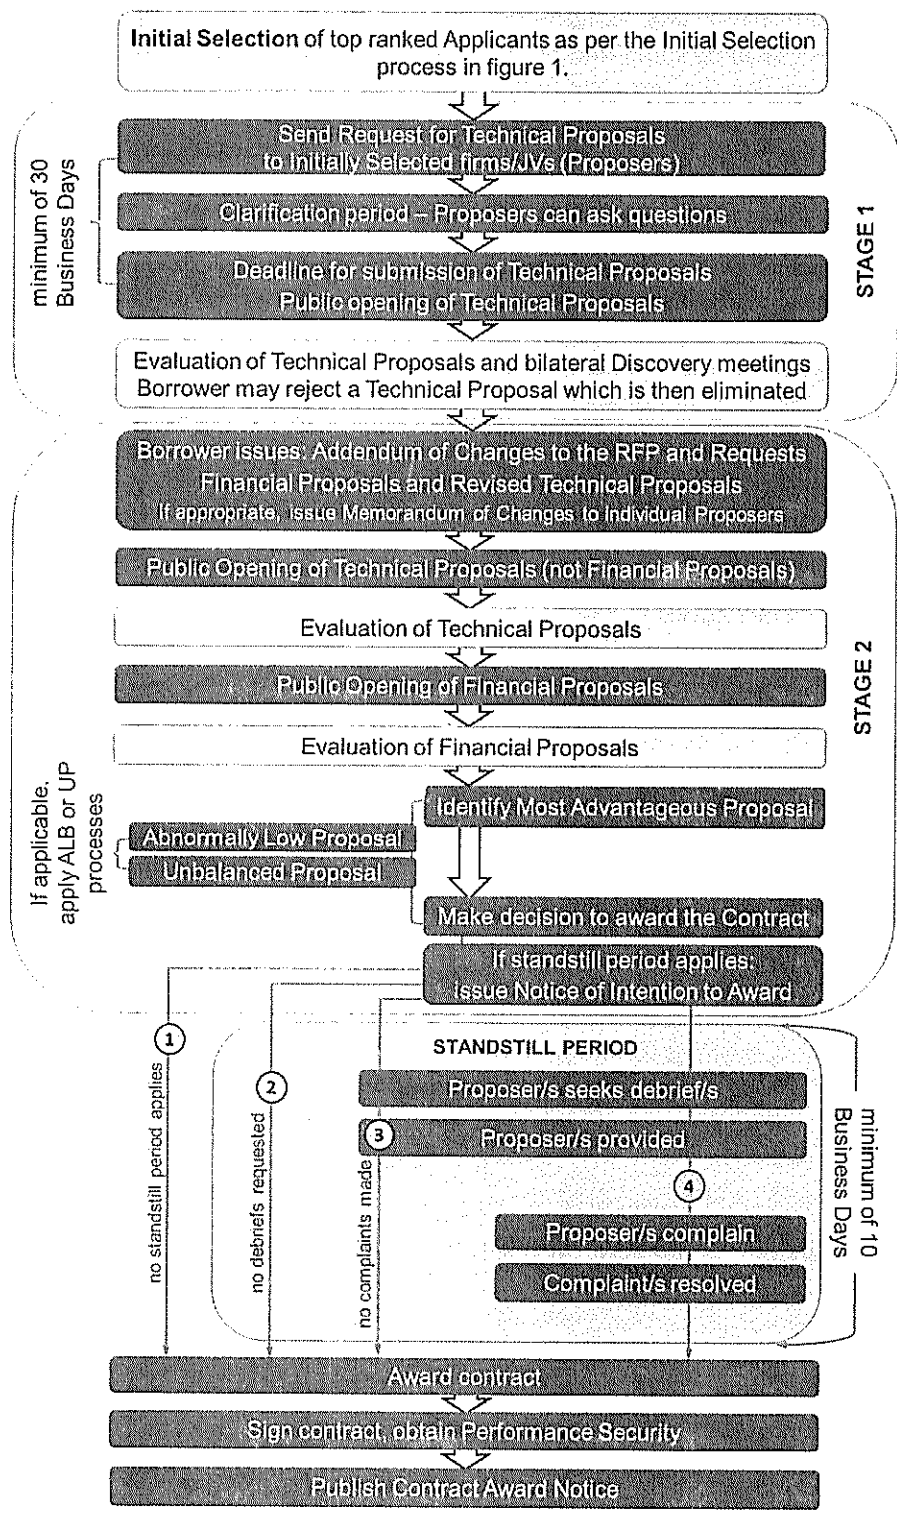 Initial Selection of top ranked Applicants as per the Initial Selection
process in figure 1.
Send Request for Technical Proposals
to Initially Selected firms/JVs (Proposers)
minimum of 30
Business Days
Clarification period – Proposers can ask questions
STAGE 1
Deadline for submission of Technical Proposals
Public opening of Technical Proposals
Evaluation of Technical Proposals and bilateral Discovery meetings
Borrower may reject a Technical Proposal which is then eliminated
Borrower issues: Addendum of Changes to the RFP and Requests
Financial Proposals and Revised Technical Proposals
If appropriate, issue Memorandum of Changes to Individual Proposers
Public Opening of Technical Proposals (not Financial Proposals)
Evaluation of Technical Proposals
STAGE 2
Public Opening of Financial Proposals
Evaluation of Financial Proposals
Identify Most Advantageous Proposal
If applicable,
apply ALB or UP
processes
Abnormally Low Proposal
Unbalanced Proposal
Make decision to award the Contract
If standstill period applies:
issue Notice of Intention to Award
1
no standstill period applies
2
no debriefs requested
STANDSTILL PERIOD
Proposer/s seeks debrief/s
3
Proposer/s provided
no complaints made
4
Proposer/s complain
Complaint/s resolved
minimum of 10
Business Days
Award contract
Sign contract, obtain Performance Security
Publish Contract Award Notice